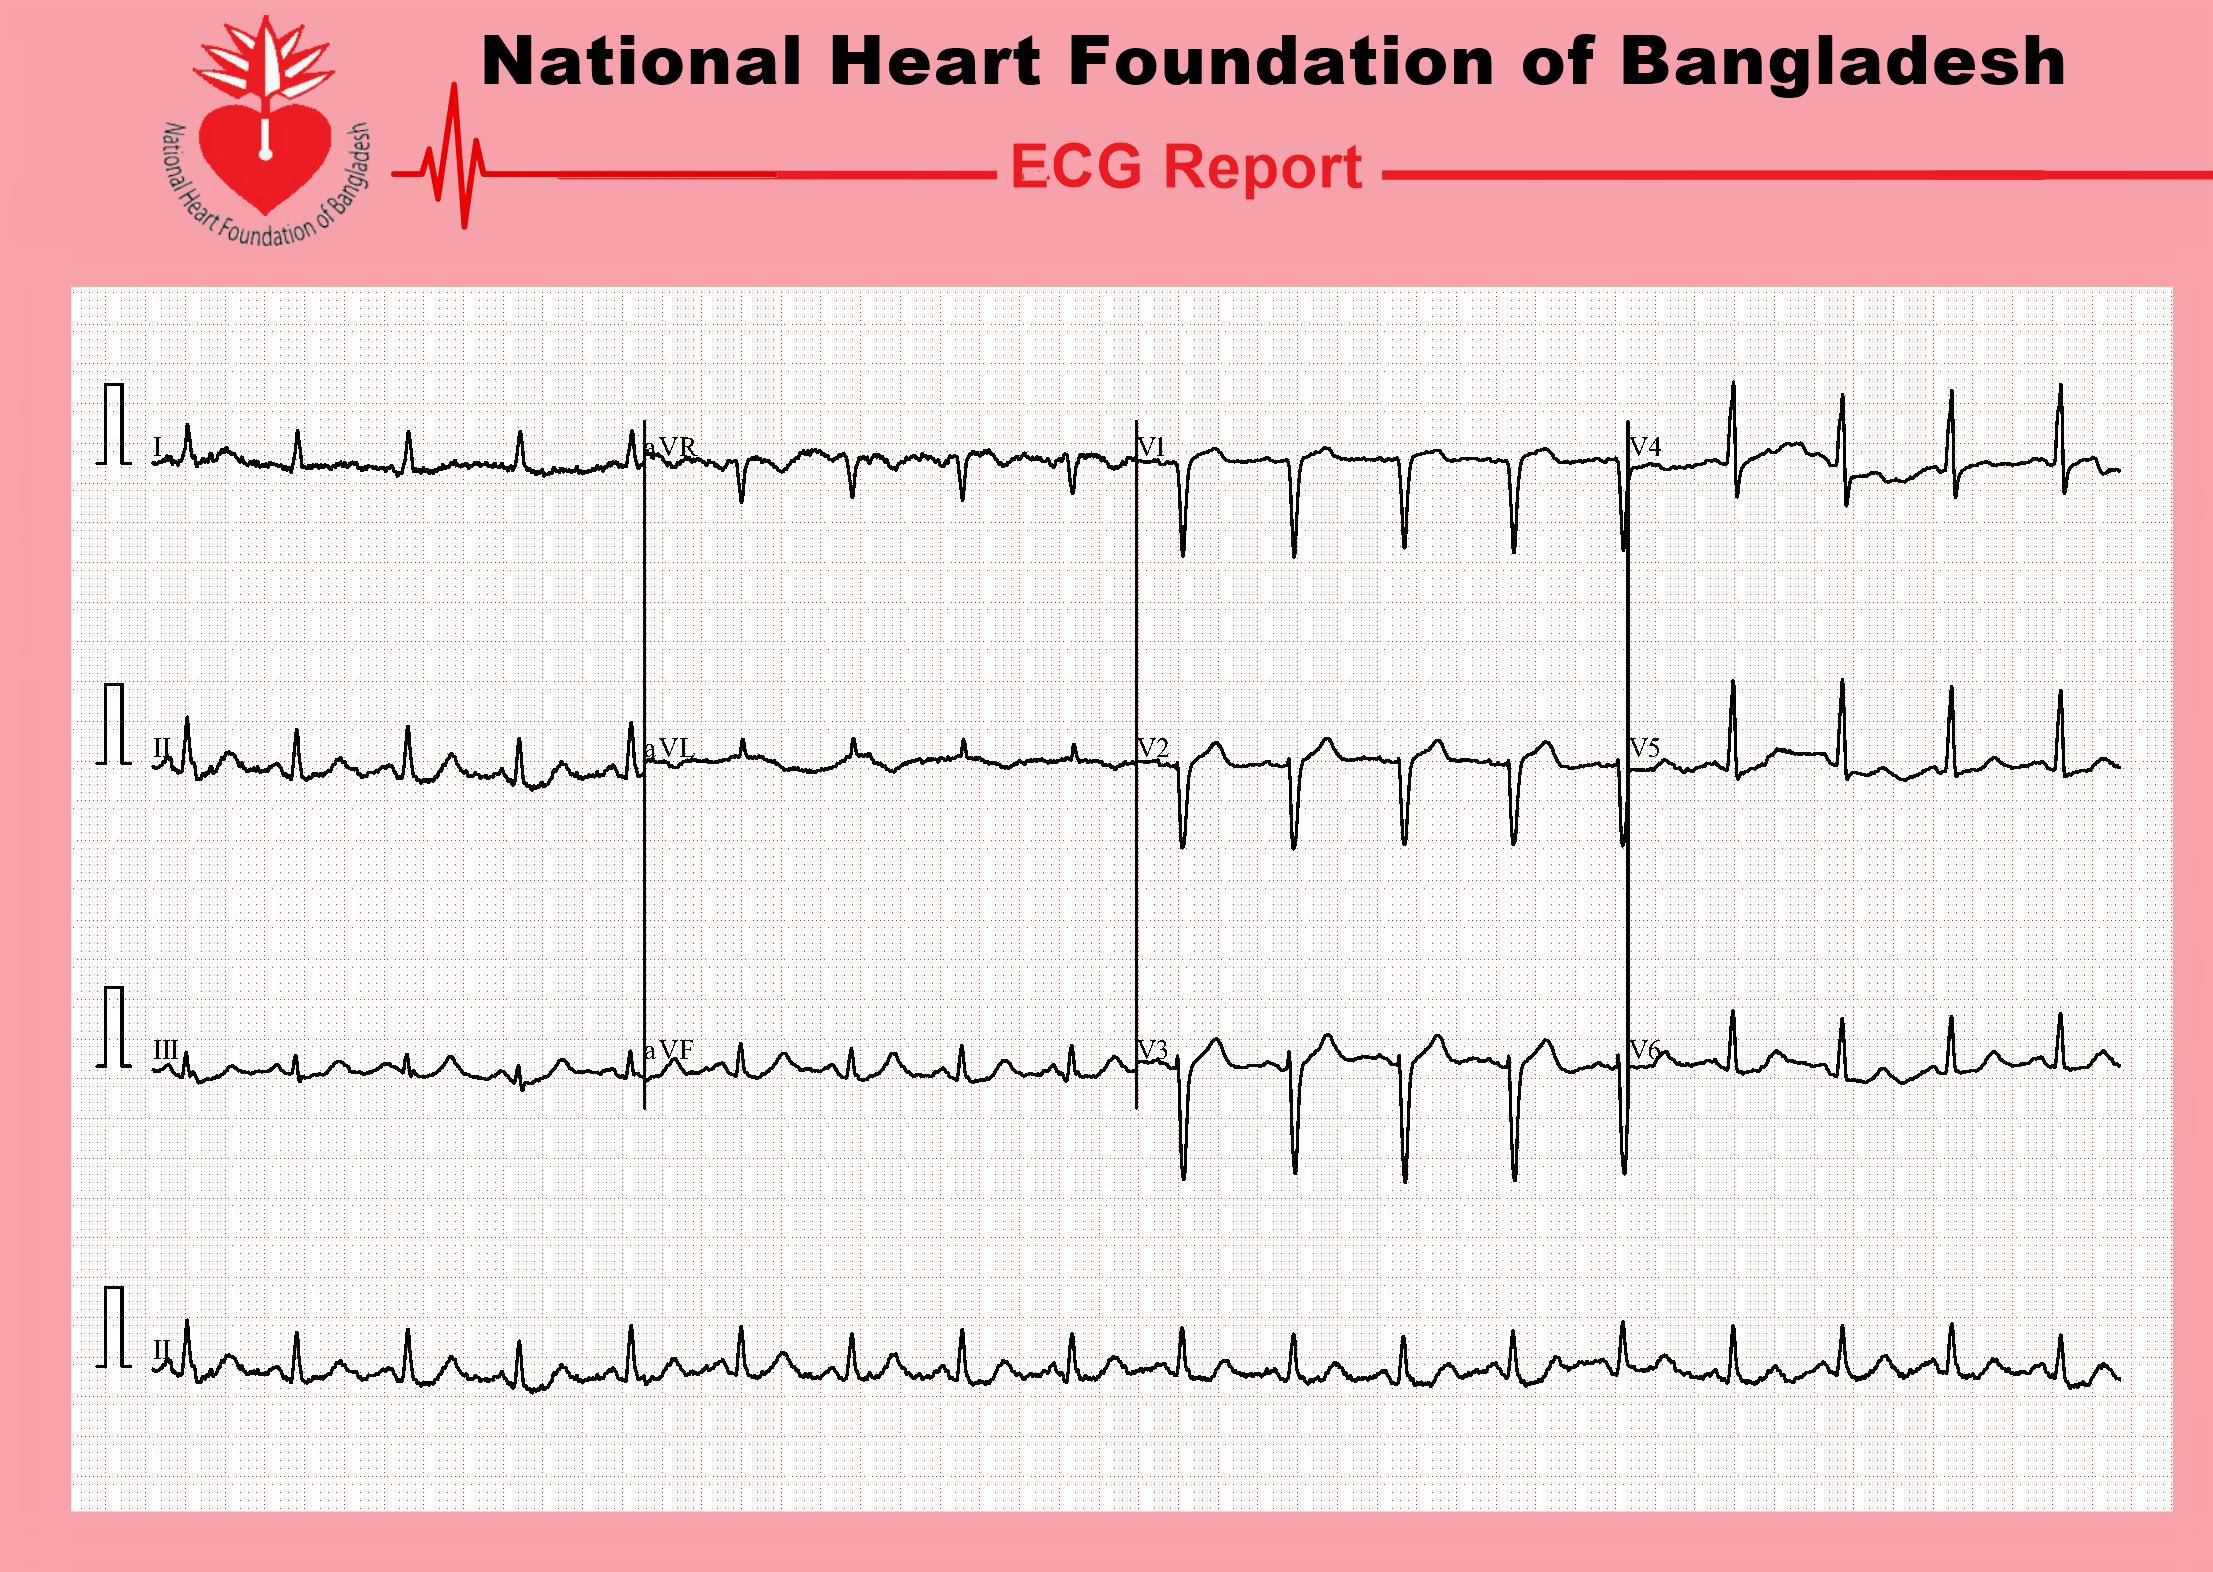 National Heart Foundation of Bangladesh
National Heart Foundation of Bangladesh
ECG Report
I
aVR
V1
V4
II
aVL
V2
V5
III
aVF
V3
V6
II